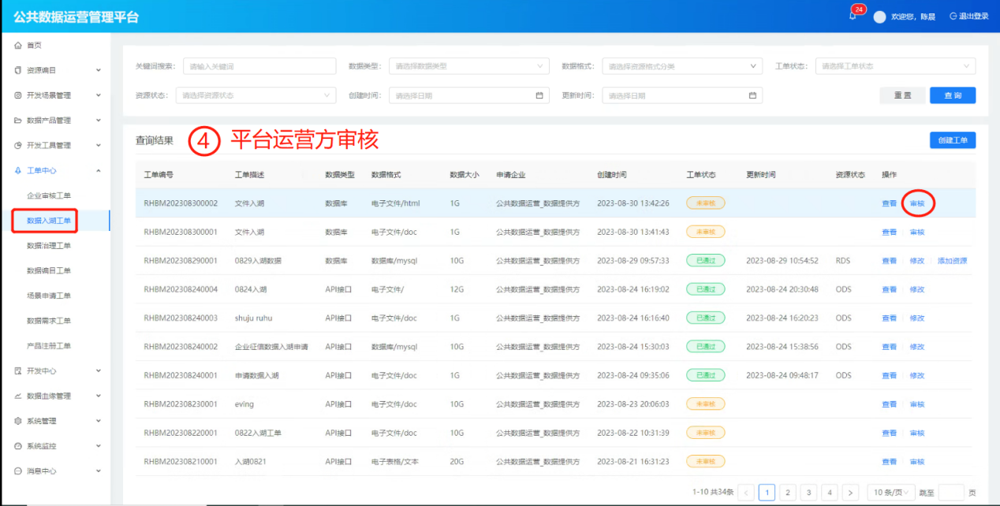 公共数据运营管理平台
24
欢迎您，陈晨
退出登录
首页
资源编目
开发场景管理
数据产品管理
开发工具管理
工单中心
企业审核工单
数据入湖工单
数据治理工单
数据编目工单
场景申请工单
数据需求工单
产品注册工单
开发中心
数据血缘管理
系统管理
系统监控
消息中心
关键词搜索： 请输入关键词 数据类型： 请选择数据类型 数据格式： 请选择资源格式分类 工单状态： 请选择工单状态
资源状态： 请选择资源状态 创建时间： 请选择日期 更新时间： 请选择日期 重置 查询
查询结果 ④ 平台运营方审核 创建工单
工单编号 工单描述 数据类型 数据格式 数据大小 申请企业 创建时间 工单状态 更新时间 资源状态 操作
RHBM202308300002 文件入湖 数据库 电子文件/html 1G 公共数据运营_数据提供方 2023-08-30 13:42:26 未审核 查看 审核
RHBM202308300001 文件入湖 数据库 电子文件/doc 1G 公共数据运营_数据提供方 2023-08-30 13:41:43 未审核 查看 审核
RHBM202308290001 0829入湖数据 数据库 数据库/mysql 10G 公共数据运营_数据提供方 2023-08-29 09:57:33 已通过 2023-08-29 10:54:52 RDS 查看 修改 添加资源
RHBM202308240004 0824入湖 API接口 电子文件/ 12G 公共数据运营_数据提供方 2023-08-24 16:19:02 已通过 2023-08-24 20:30:48 ODS 查看 修改
RHBM202308240003 shuju ruhu API接口 电子文件/doc 1G 公共数据运营_数据提供方 2023-08-24 16:16:40 已通过 2023-08-24 16:20:23 ODS 查看 修改
RHBM202308240002 企业征信数据入湖申请 API接口 数据库/mysql 10G 公共数据运营_数据提供方 2023-08-24 15:30:03 已通过 2023-08-24 15:38:56 ODS 查看 修改
RHBM202308240001 申请数据入湖 API接口 电子文件/doc 1G 公共数据运营_数据提供方 2023-08-24 09:35:06 已通过 2023-08-24 09:48:17 ODS 查看 修改
RHBM202308230001 eving API接口 电子文件/doc 10G 公共数据运营_数据提供方 2023-08-23 20:06:03 未审核 查看 审核
RHBM202308220001 0822入湖工单 API接口 电子文件/doc 10G 公共数据运营_数据提供方 2023-08-22 10:31:39 未审核 查看 审核
RHBM202308210001 入湖0821 API接口 电子表格/文本 20G 公共数据运营_数据提供方 2023-08-21 16:31:23 未审核 查看 审核
1-10 共34条 < 1 2 3 4 > 10 条/页 跳至 页